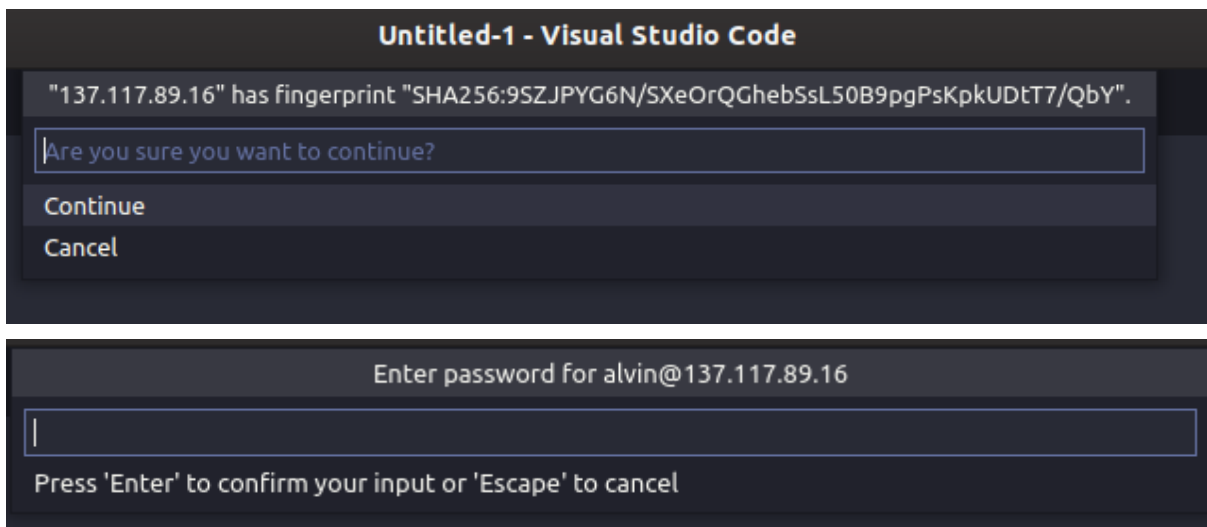 Untitled-1 - Visual Studio Code
"137.117.89.16" has fingerprint "SHA256:9SZJPYG6N/SXeOrQGhebSsL50B9pgPsKpkUDtT7/QbY".
Are you sure you want to continue?
Continue
Cancel
Enter password for alvin@137.117.89.16
Press 'Enter' to confirm your input or 'Escape' to cancel